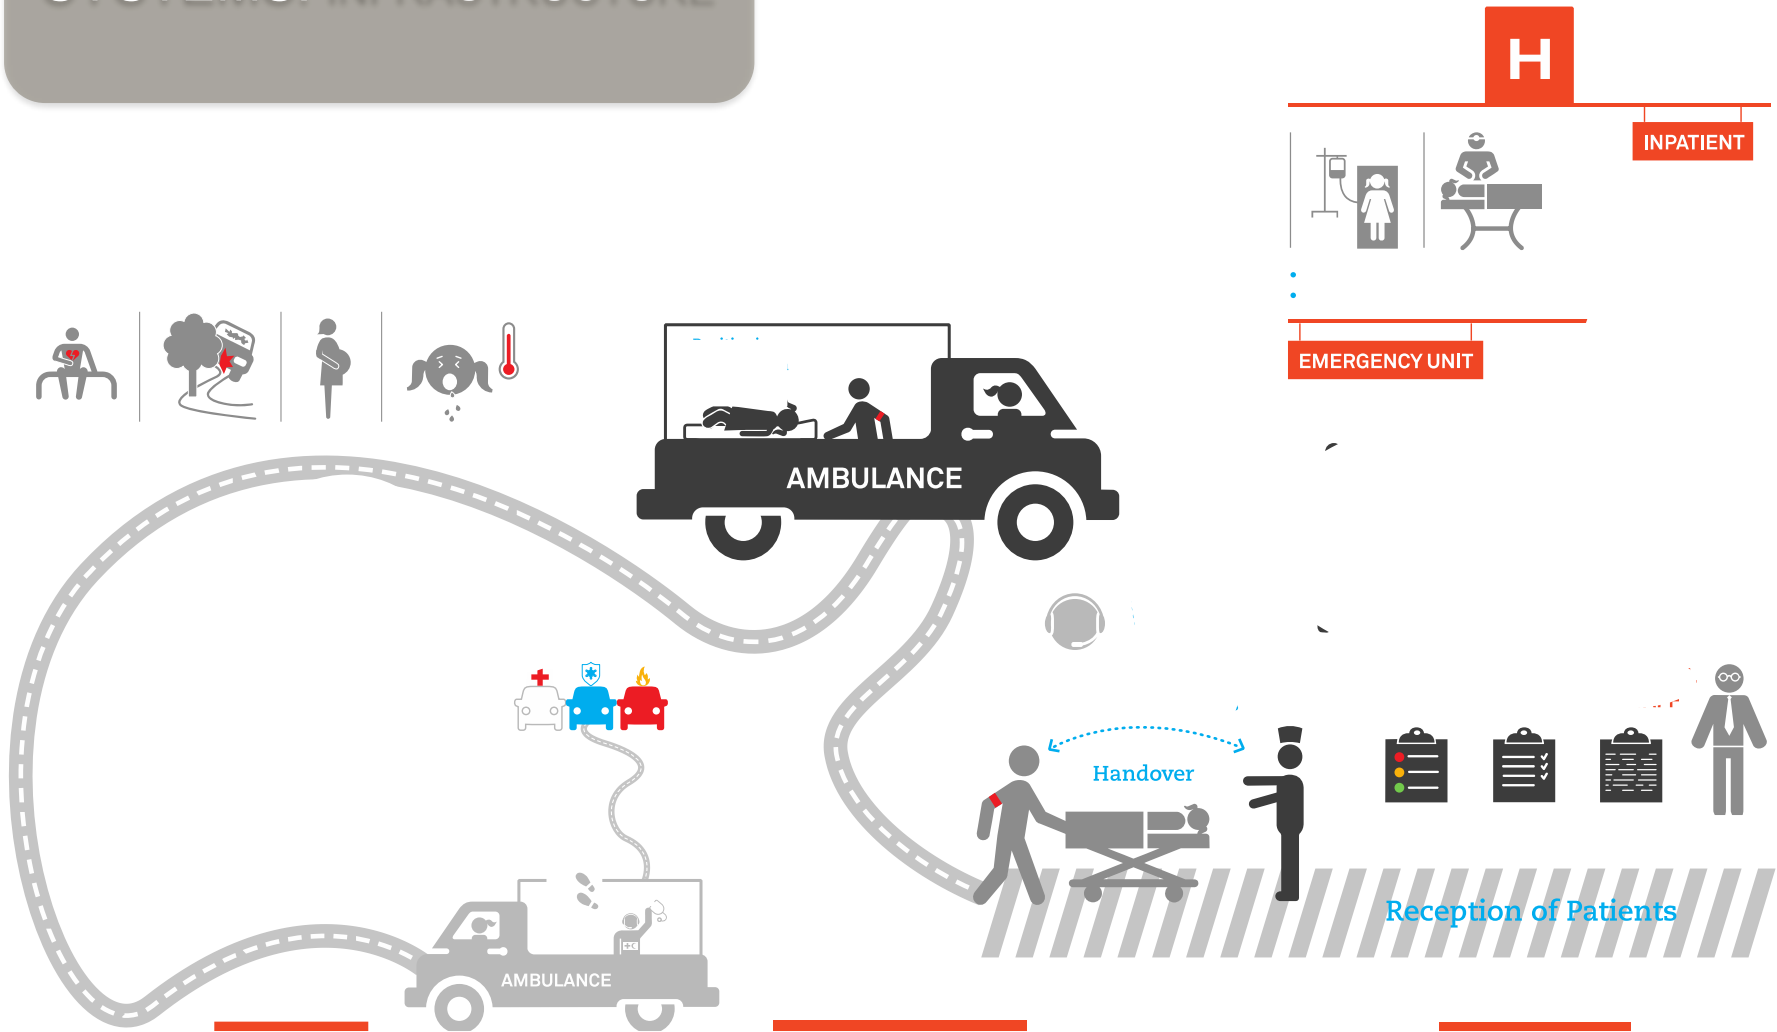 H
INPATIENT
EMERGENCY UNIT
AMBULANCE
Handover
Reception of Patients
AMBULANCE